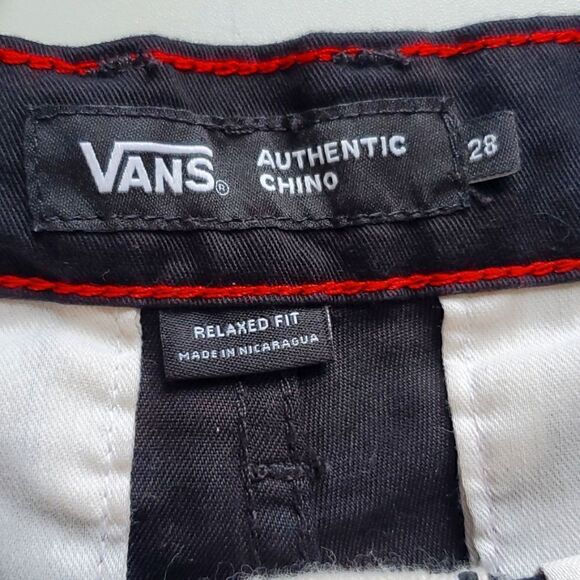 VANS®
AUTHENTIC
CHINO
28
RELAXED FIT
MADE IN NICARAGUA